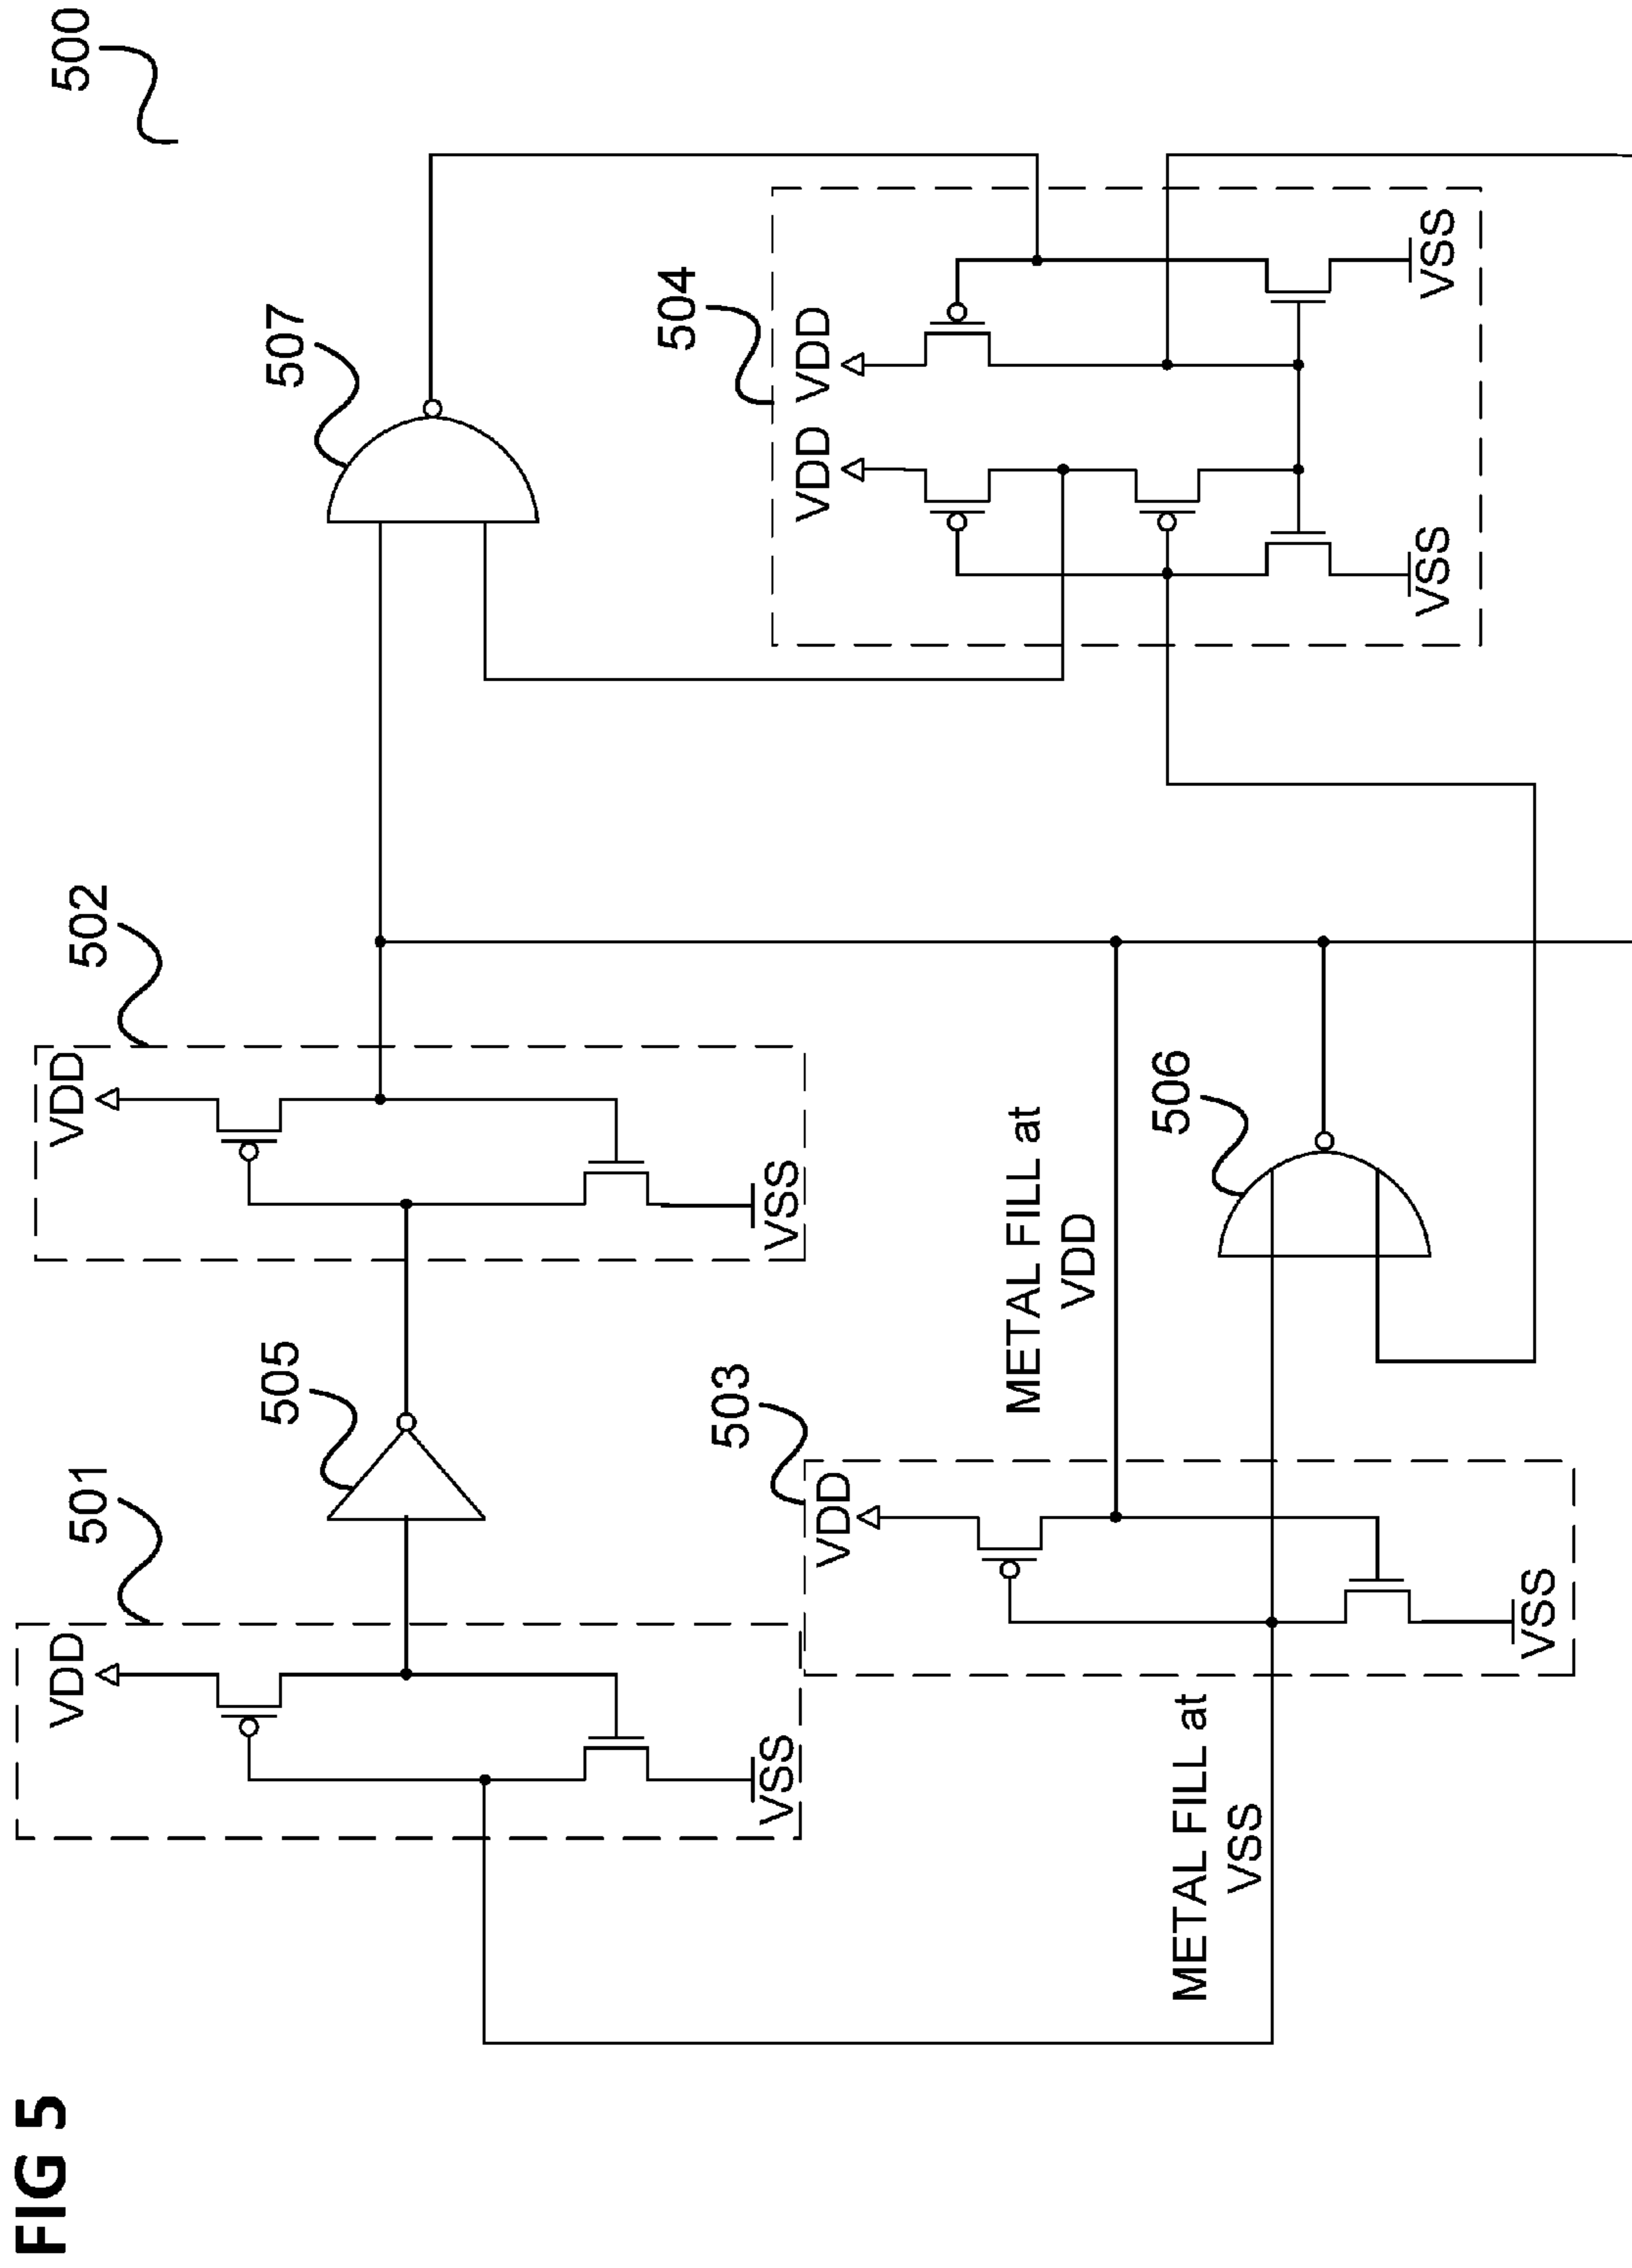 FIG 5
500
501
VDD
VSS
505
502
VDD
VSS
507
503
VDD
VSS
METAL FILL at
VSS
METAL FILL at
VDD
506
504
VDD
VDD
VSS
VSS